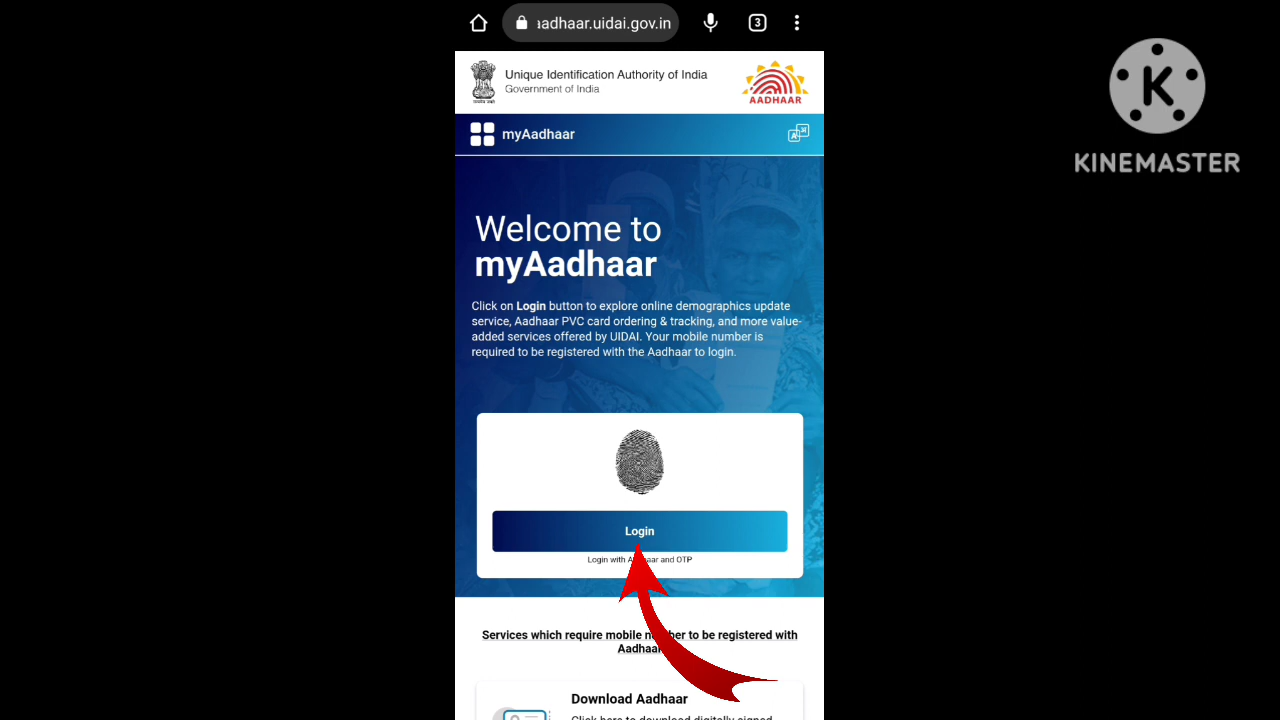 aadhaar.uidai.gov.in
3
Unique Identification Authority of India
Government of India
AADHAAR
myAadhaar
Welcome to
myAadhaar
Click on Login button to explore online demographics update
service, Aadhaar PVC card ordering & tracking, and more value-
added services offered by UIDAI. Your mobile number is
required to be registered with the Aadhaar to login.
Login
Login with Aadhaar and OTP
Services which require mobile number to be registered with
Aadhaar
Download Aadhaar
Click here to download digitally signed
K
KINEMASTER